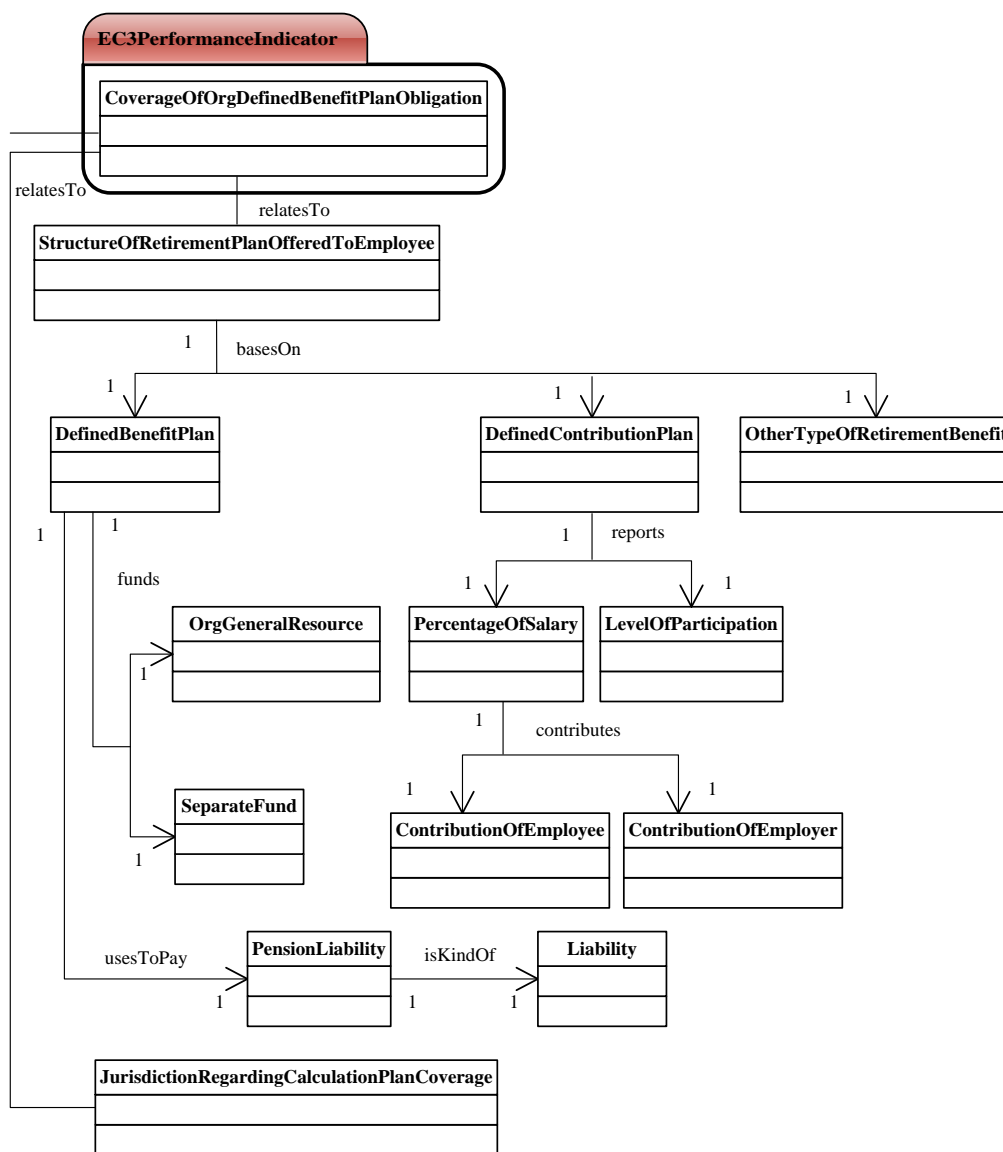 EC3PerformanceIndicator
CoverageOfOrgDefinedBenefitPlanObligation
relatesTo
relatesTo
StructureOfRetirementPlanOfferedToEmployee
1
basesOn
1
1
1
DefinedBenefitPlan
DefinedContributionPlan
OtherTypeOfRetirementBenefit
1
1
1
reports
funds
1
1
OrgGeneralResource
PercentageOfSalary
LevelOfParticipation
1
1
contributes
1
1
SeparateFund
ContributionOfEmployee
ContributionOfEmployer
1
PensionLiability
Liability
usesToPay
isKindOf
1
1
1
JurisdictionRegardingCalculationPlanCoverage